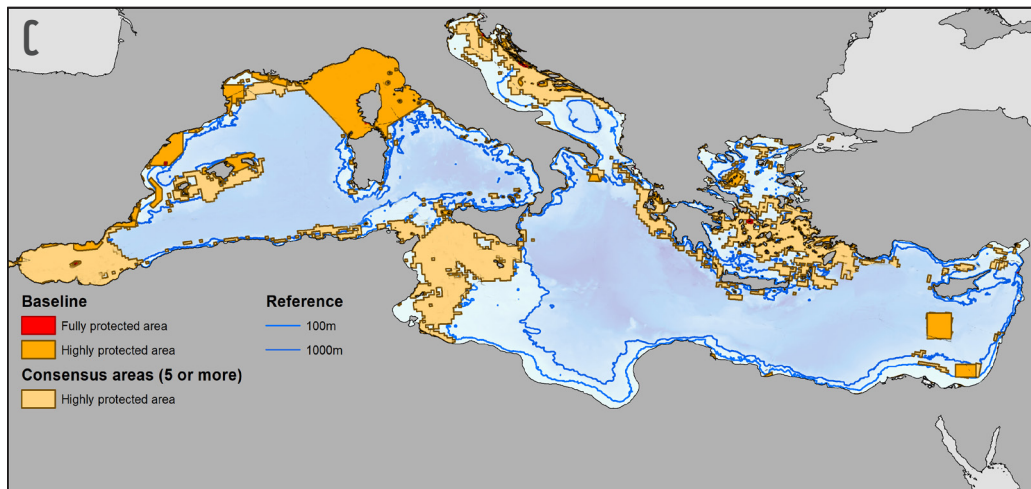 C
Baseline
Fully protected area
Highly protected area
Consensus areas (5 or more)
Highly protected area
Reference
100m
1000m